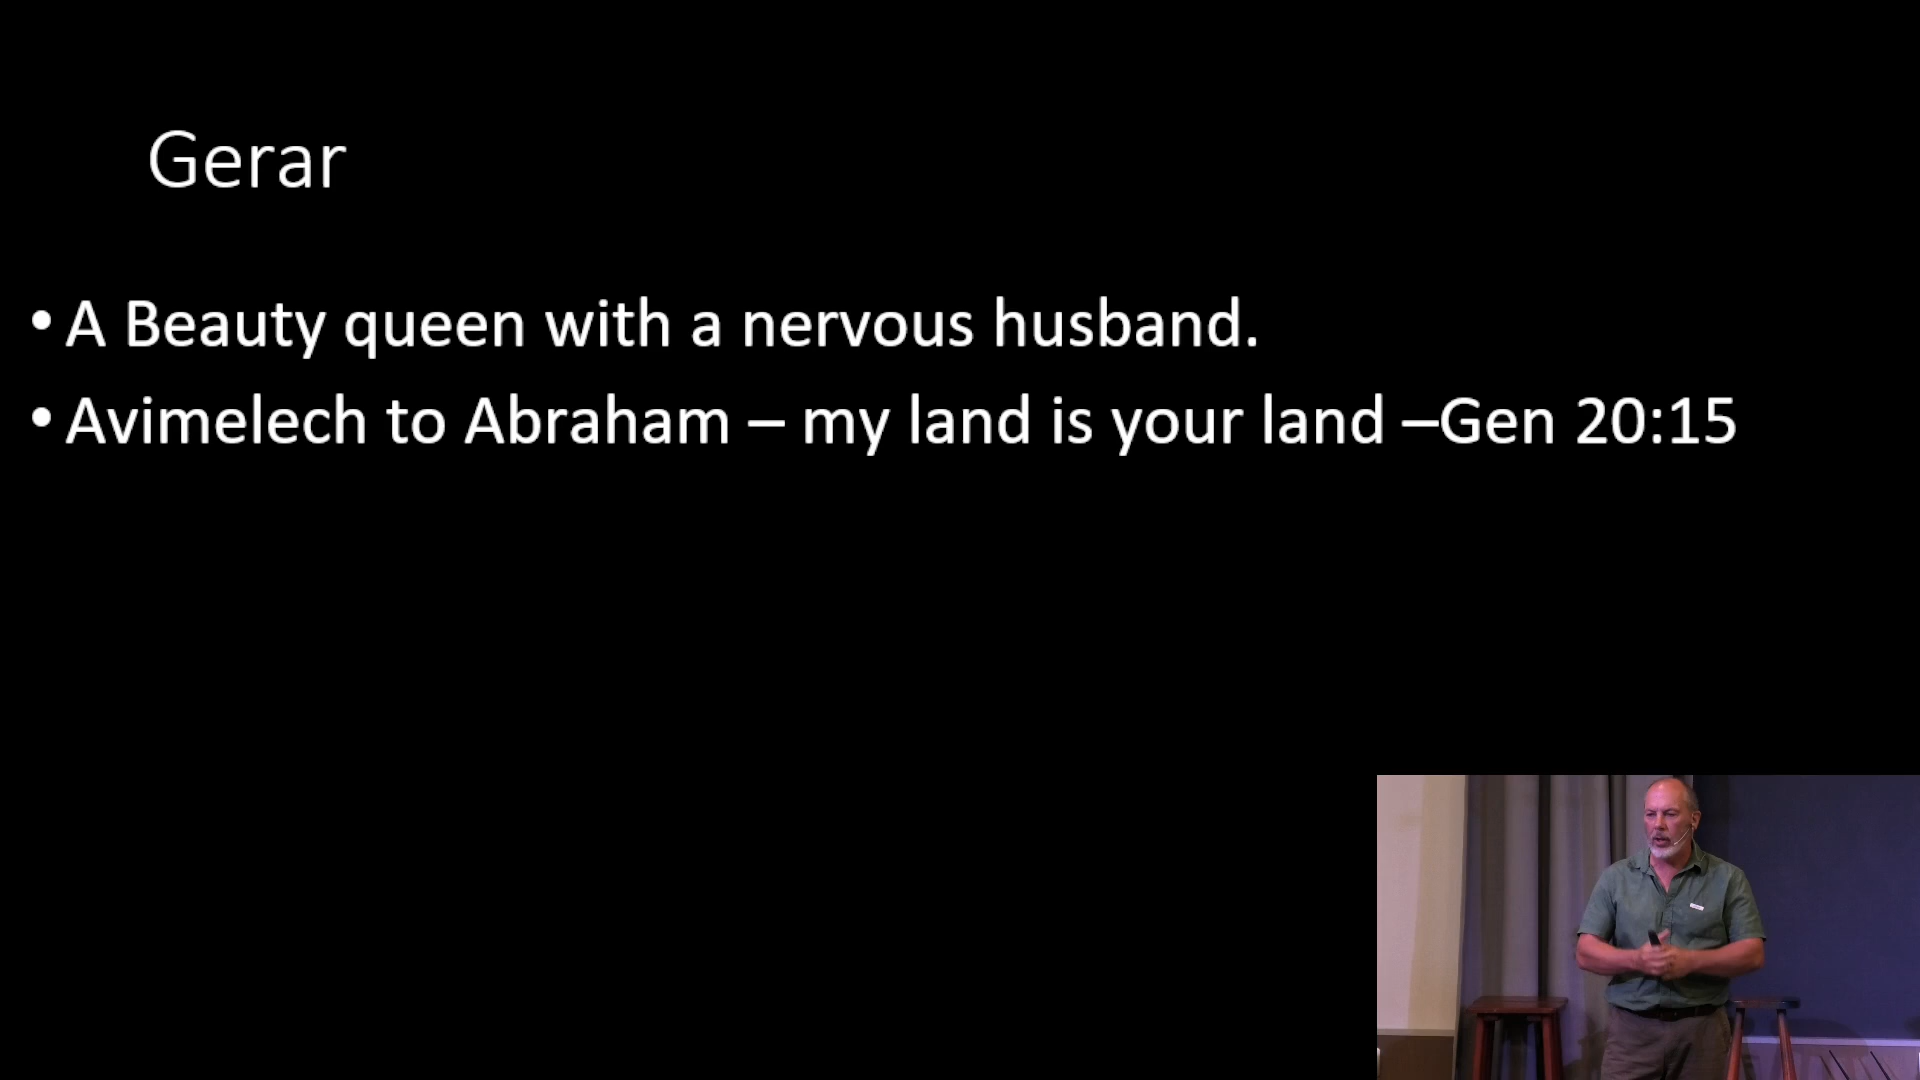 Gerar
• A Beauty queen with a nervous husband.
• Avimelech to Abraham – my land is your land –Gen 20:15